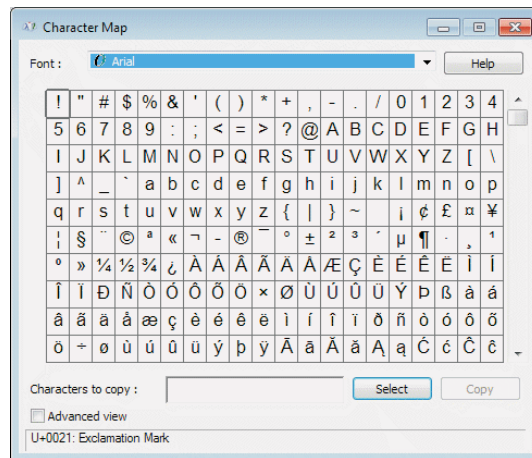 Character Map
Font :
Arial
Help
! " # $ % & ' ( ) * + , - . / 0 1 2 3 4
5 6 7 8 9 : ; < = > ? @ A B C D E F G H
I J K L M N O P Q R S T U V W X Y Z [ \
] ^ _ ` a b c d e f g h i j k l m n o p
q r s t u v w x y z { | } ~ ¡ ¢ £ ¤ ¥
¦ § ¨ © ª « ¬ - ® ¯ ° ± ² ³ ´ µ ¶ · ¸ ¹
º » ¼ ½ ¾ ¿ À Á Â Ã Ä Å Æ Ç È É Ê Ë Ì Í
Î Ï Ð Ñ Ò Ó Ô Õ Ö × Ø Ù Ú Û Ü Ý Þ ß à á
â ã ä å æ ç è é ê ë ì í î ï ð ñ ò ó ô õ
ö ÷ ø ù ú û ü ý þ ÿ Ā ā Ă ă Ą ą Ć ć Ĉ ĉ
Characters to copy :
Select
Copy
Advanced view
U+0021: Exclamation Mark